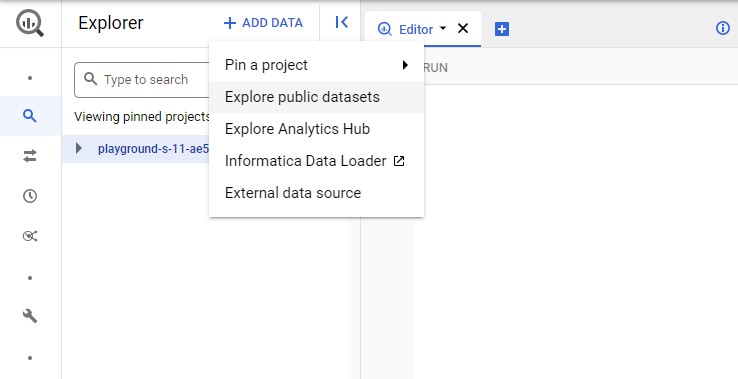 Explorer
+ ADD DATA
Editor
Type to search
Viewing pinned projects
playground-s-11-ae5
Pin a project
Explore public datasets
Explore Analytics Hub
Informatica Data Loader
External data source
RUN